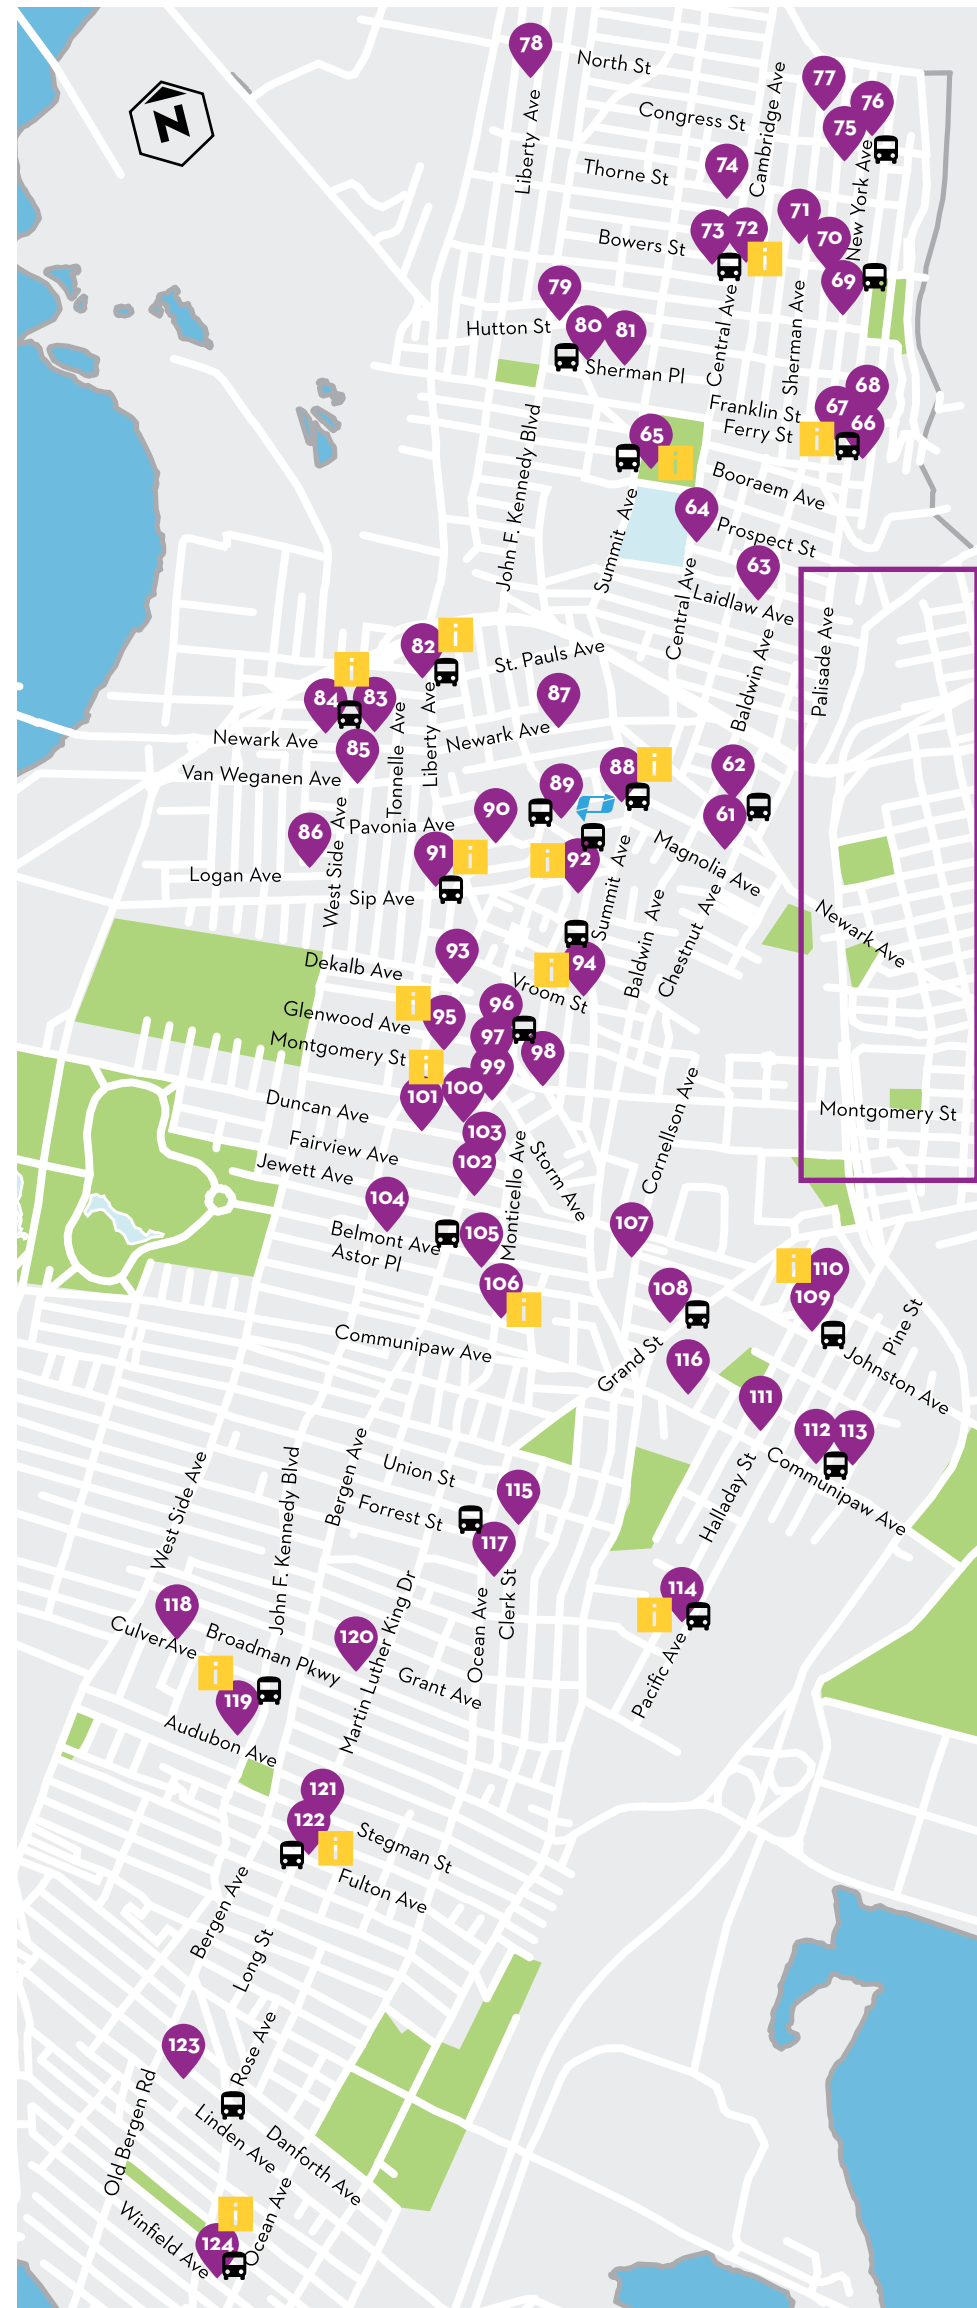 78
North St
77
76
75
Congress St
Cambridge Ave
Liberty Ave
74
Thorne St
New York Ave
71
70
73
72
i
Bowers St
69
79
Hutton St
80
81
Sherman Pl
Central Ave
Sherman Ave
68
67
66
Franklin St
Ferry St
i
65
i
John F. Kennedy Blvd
Booraem Ave
Summit Ave
64
Prospect St
63
Laidlaw Ave
Central Ave
Baldwin Ave
Palisade Ave
82
i
St. Pauls Ave
i
84
83
87
Newark Ave
85
Newark Ave
Van Weganen Ave
Tonnelle Ave
Liberty Ave
88
i
62
89
61
90
86
West Side Ave
Pavonia Ave
91
i
i
92
Magnolia Ave
Logan Ave
Sip Ave
Summit Ave
Baldwin Ave
Chestnut Ave
Newark Ave
93
Dekalb Ave
i
94
Vroom St
i
95
96
Glenwood Ave
97
Montgomery St
i
98
99
100
101
Duncan Ave
Montgomery St
103
Fairview Ave
102
Jewett Ave
Monticello Ave
Storm Ave
Cornellson Ave
104
Belmont Ave
105
Astor Pl
107
106
i
108
i
110
109
Communipaw Ave
Grand St
116
Pine St
Johnston Ave
111
112
113
Communipaw Ave
Halladay St
West Side Ave
John F. Kennedy Blvd
Bergen Ave
Union St
Forrest St
115
117
Clerk St
Ocean Ave
114
i
Pacific Ave
118
Culver Ave
Broadman Pkwy
120
Martin Luther King Dr
Grant Ave
i
119
Audubon Ave
121
122
i
Stegman St
Fulton Ave
Bergen Ave
Long St
123
Rose Ave
Old Bergen Rd
Linden Ave
Danforth Ave
Winfield Ave
i
124
Ocean Ave
N